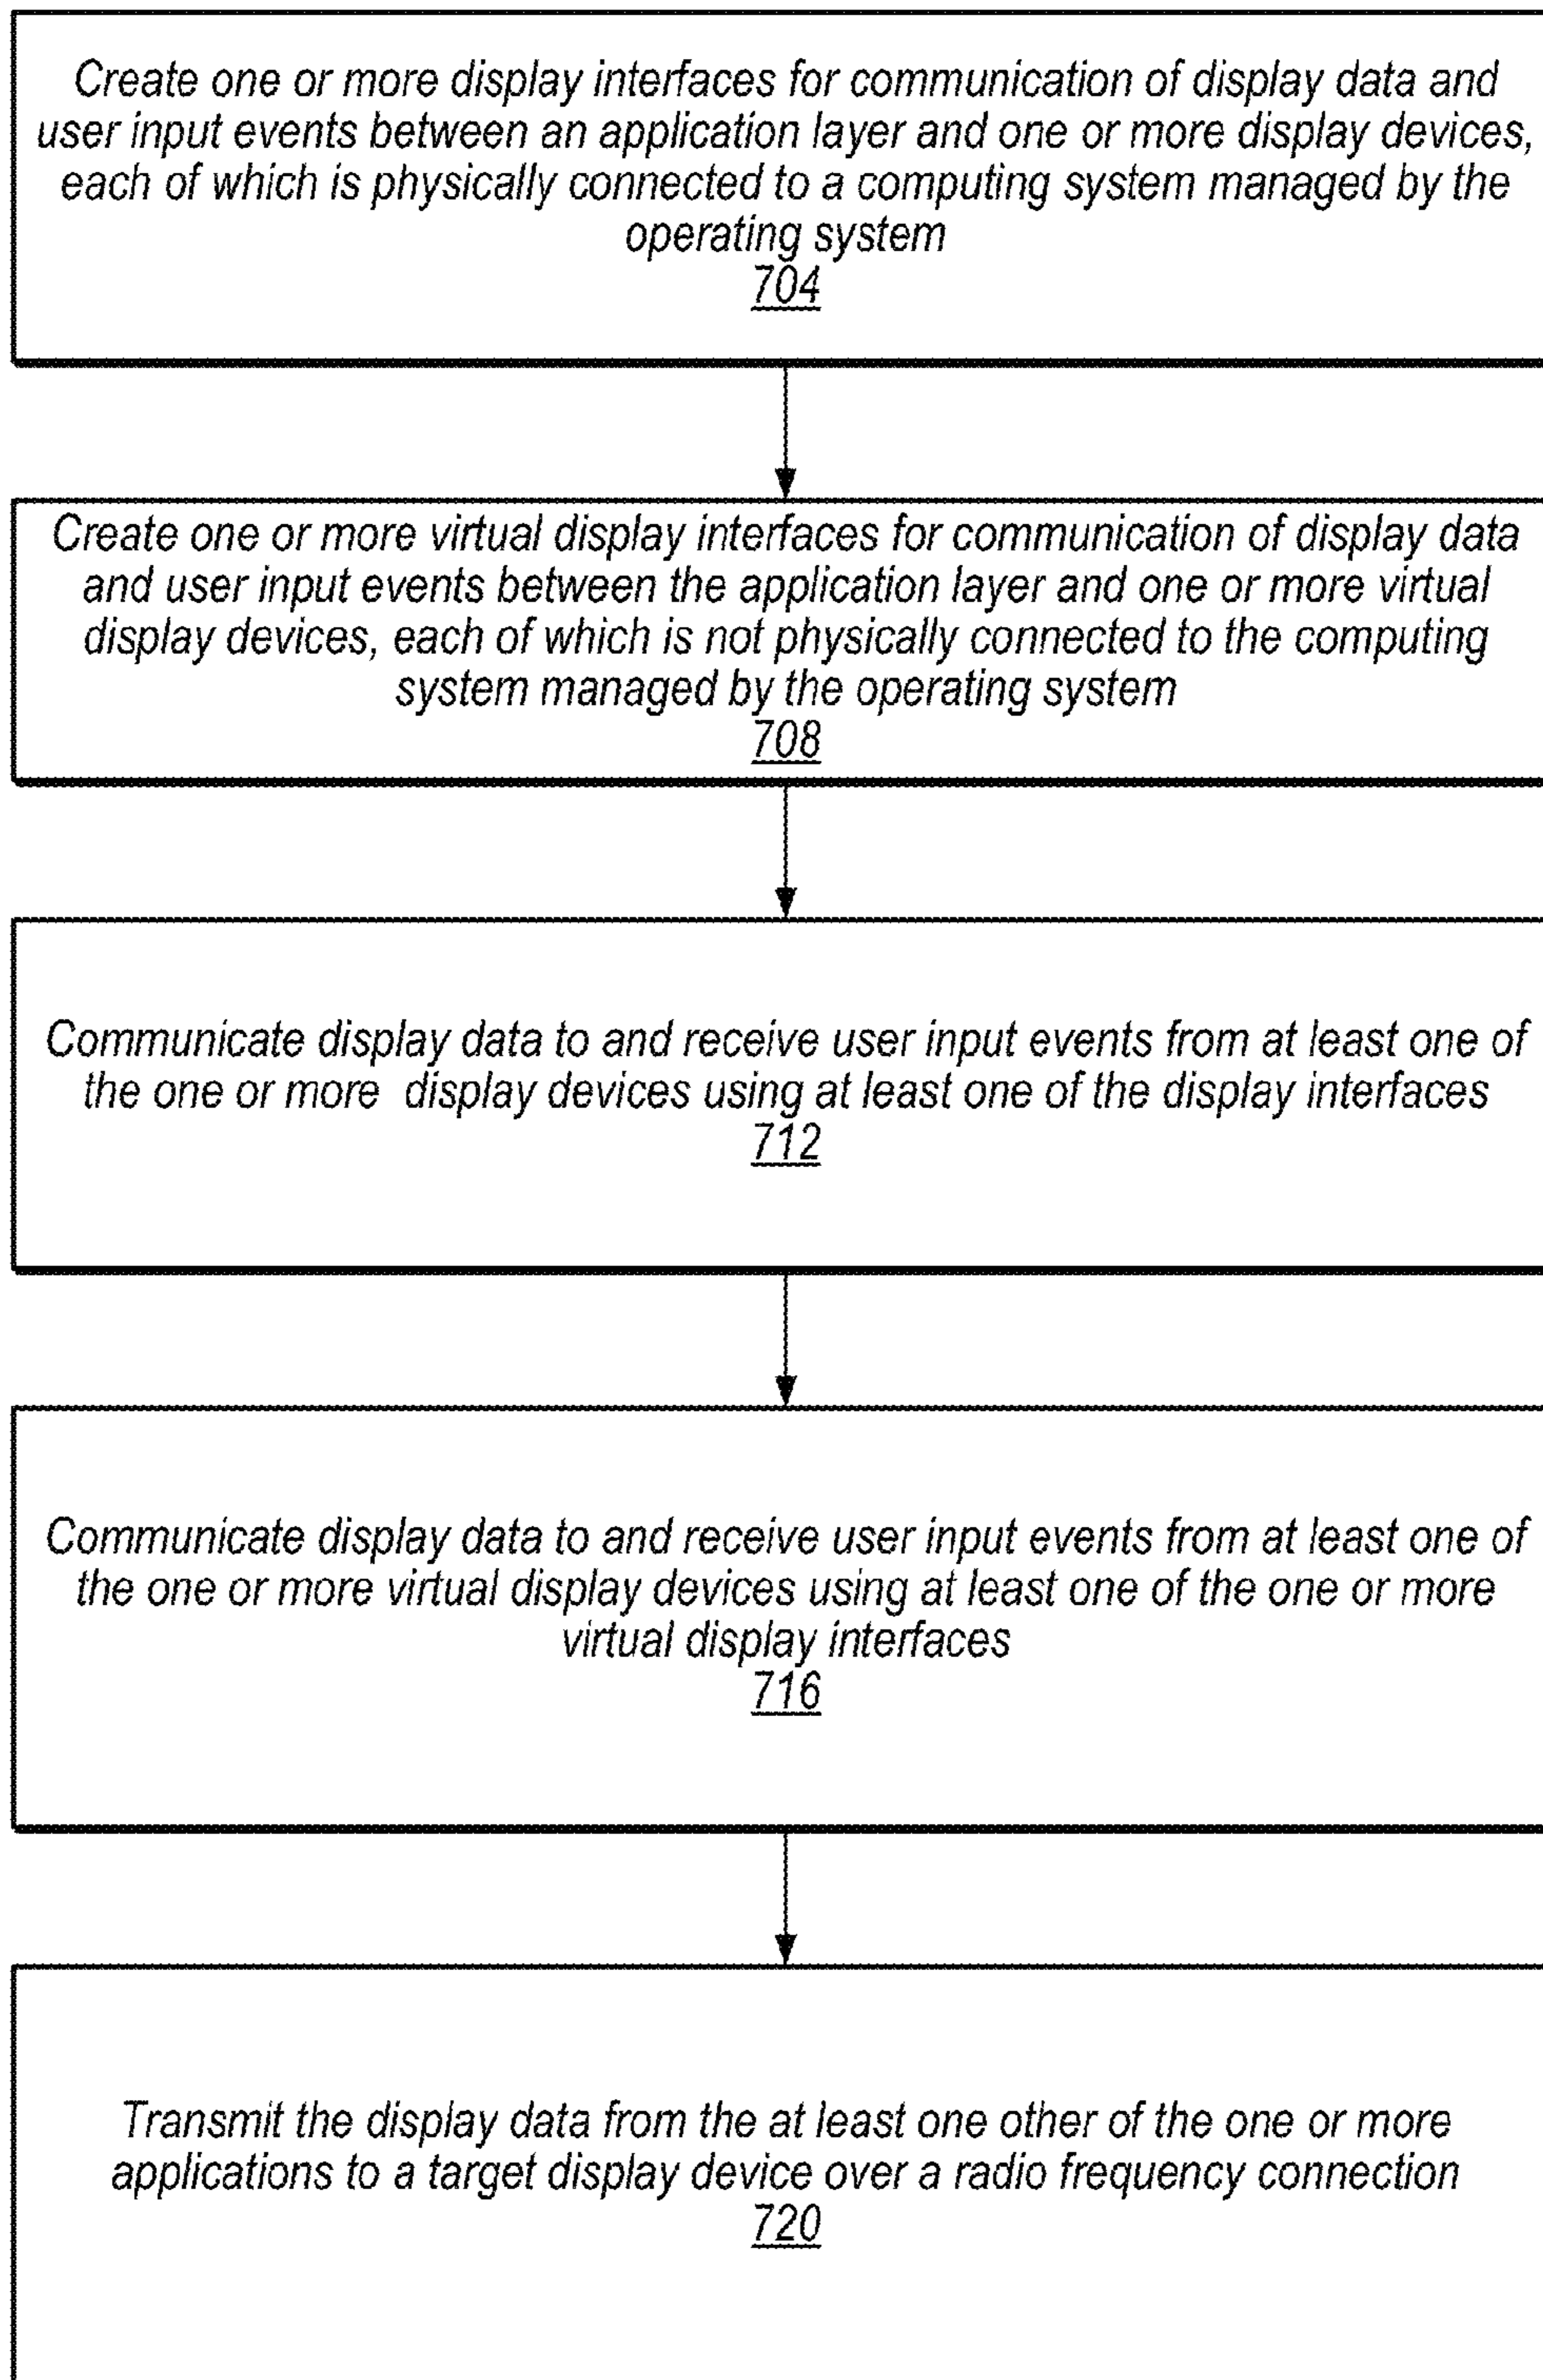 Create one or more display interfaces for communication of display data and
user input events between an application layer and one or more display devices,
each of which is physically connected to a computing system managed by the
operating system
704
Create one or more virtual display interfaces for communication of display data
and user input events between the application layer and one or more virtual
display devices, each of which is not physically connected to the computing
system managed by the operating system
708
Communicate display data to and receive user input events from at least one of
the one or more display devices using at least one of the display interfaces
712
Communicate display data to and receive user input events from at least one of
the one or more virtual display devices using at least one of the one or more
virtual display interfaces
716
Transmit the display data from the at least one other of the one or more
applications to a target display device over a radio frequency connection
720